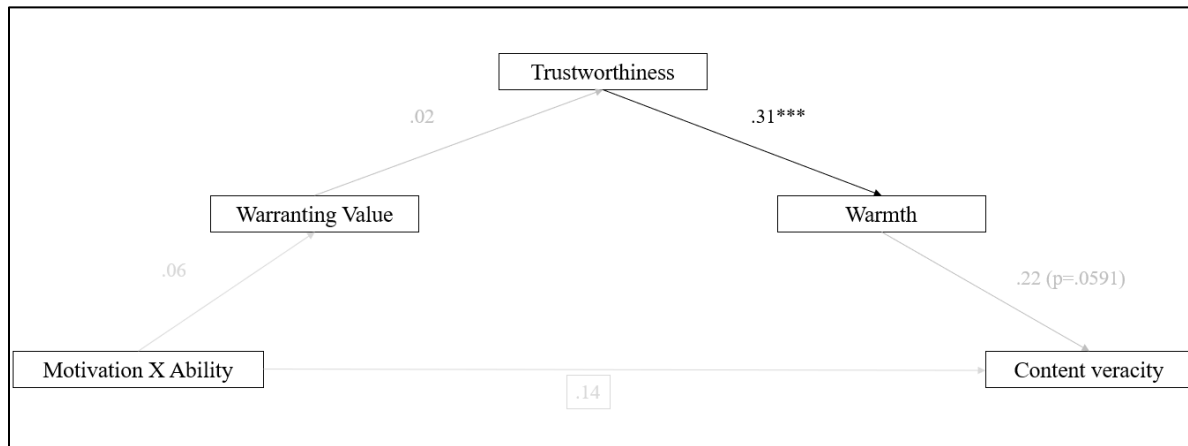 Trustworthiness
.02
.31***
Warranting Value
Warmth
.06
.22 (p=.0591)
Motivation X Ability
Content veracity
.14